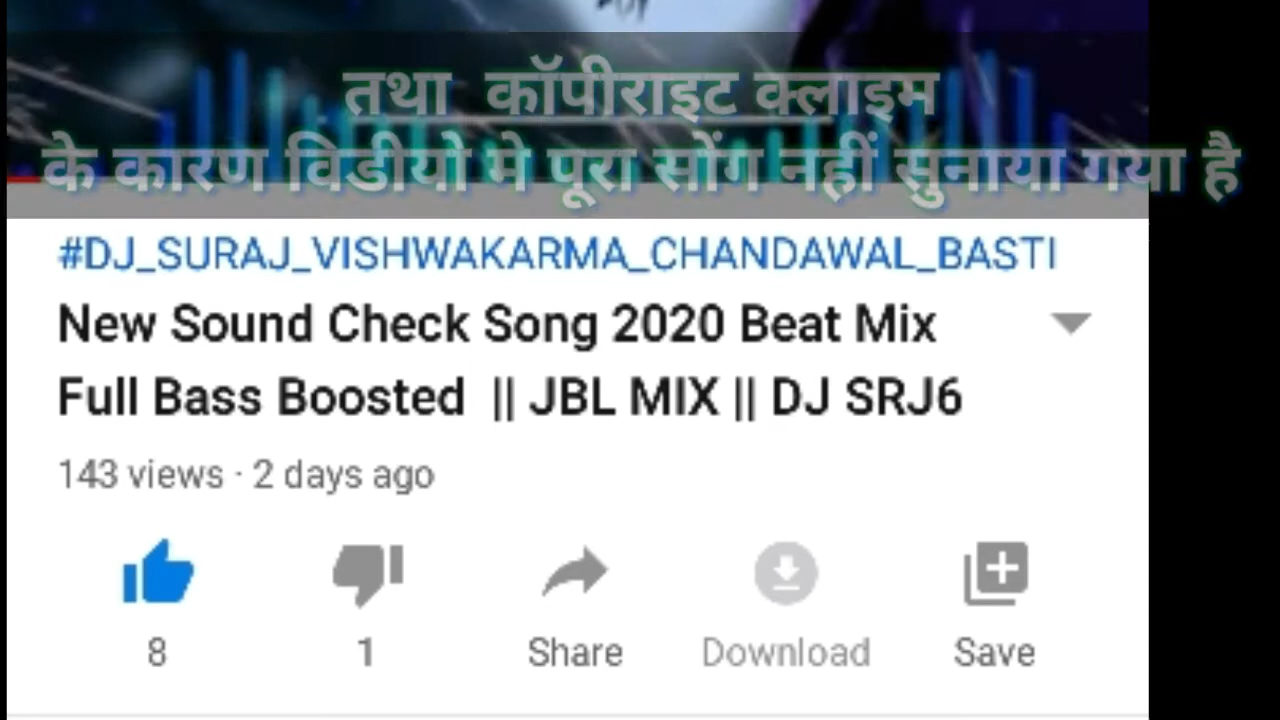 तथा कॉपीराइट क्लाइम
के कारण विडीयो मे पूरा सोंग नहीं सुनाया गया है
#DJ_SURAJ_VISHWAKARMA_CHANDAWAL_BASTI
New Sound Check Song 2020 Beat Mix
Full Bass Boosted || JBL MIX || DJ SRJ6
143 views · 2 days ago
8 1 Share Download Save